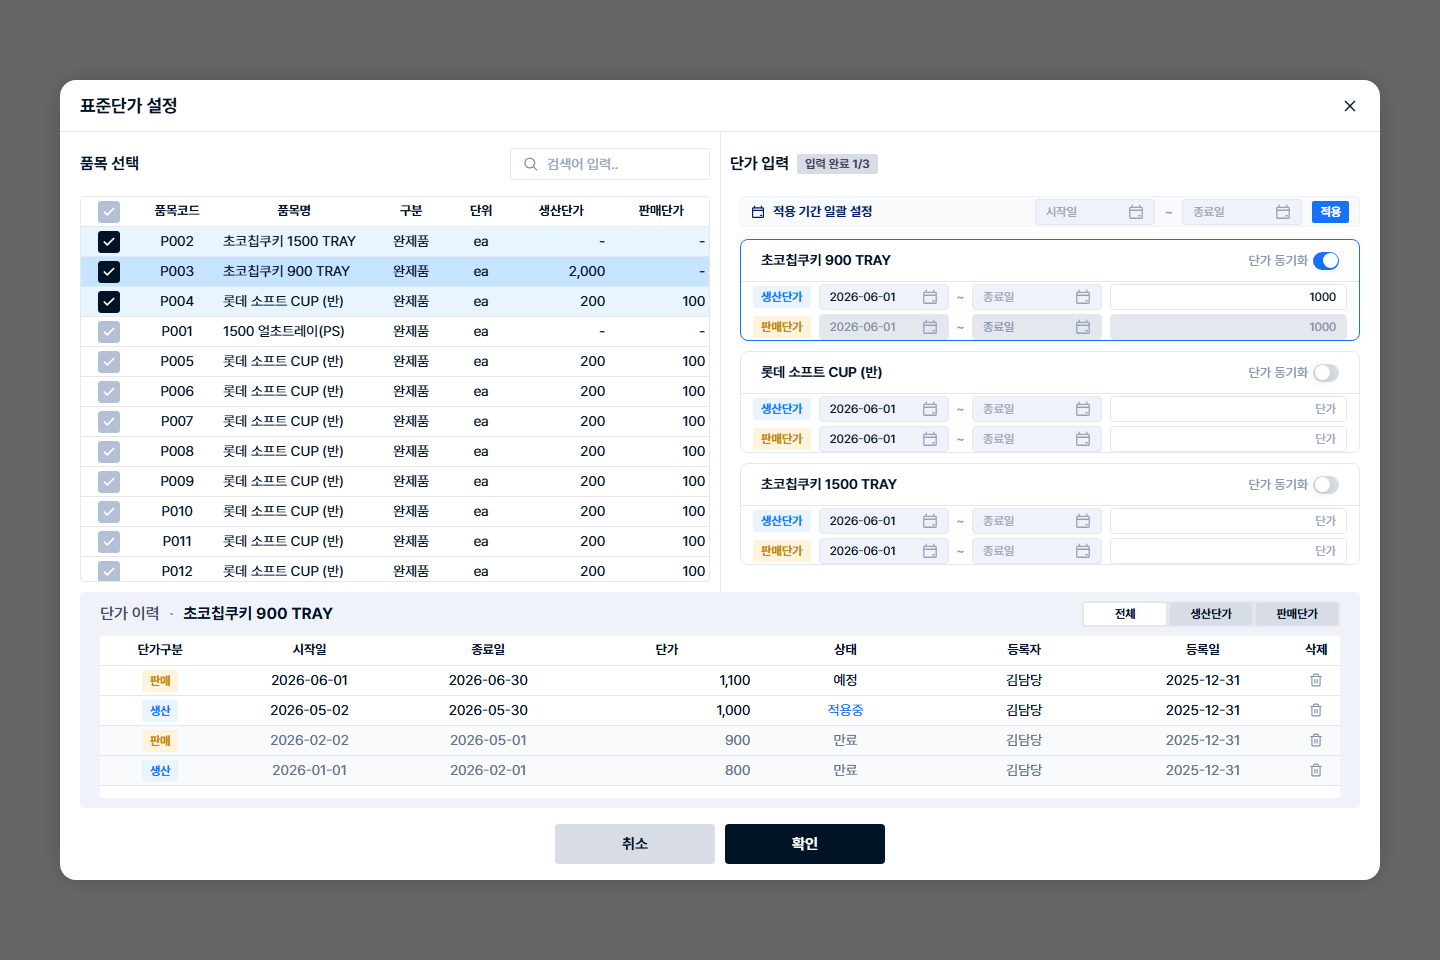 표준단가 설정
품목 선택
검색어 입력..
품목코드 품목명 구분 단위 생산단가 판매단가
P002 초코칩쿠키 1500 TRAY 완제품 ea - -
P003 초코칩쿠키 900 TRAY 완제품 ea 2,000 -
P004 롯데 소프트 CUP (반) 완제품 ea 200 100
P001 1500 얼초트레이(PS) 완제품 ea - -
P005 롯데 소프트 CUP (반) 완제품 ea 200 100
P006 롯데 소프트 CUP (반) 완제품 ea 200 100
P007 롯데 소프트 CUP (반) 완제품 ea 200 100
P008 롯데 소프트 CUP (반) 완제품 ea 200 100
P009 롯데 소프트 CUP (반) 완제품 ea 200 100
P010 롯데 소프트 CUP (반) 완제품 ea 200 100
P011 롯데 소프트 CUP (반) 완제품 ea 200 100
P012 롯데 소프트 CUP (반) 완제품 ea 200 100
단가 입력 입력 완료 1/3
적용 기간 일괄 설정 시작일 ~ 종료일 적용
초코칩쿠키 900 TRAY 단가 동기화
생산단가 2026-06-01 ~ 종료일 1000
판매단가 2026-06-01 ~ 종료일 1000
롯데 소프트 CUP (반) 단가 동기화
생산단가 2026-06-01 ~ 종료일 단가
판매단가 2026-06-01 ~ 종료일 단가
초코칩쿠키 1500 TRAY 단가 동기화
생산단가 2026-06-01 ~ 종료일 단가
판매단가 2026-06-01 ~ 종료일 단가
단가 이력 · 초코칩쿠키 900 TRAY 전체 생산단가 판매단가
단가구분 시작일 종료일 단가 상태 등록자 등록일 삭제
판매 2026-06-01 2026-06-30 1,100 예정 김담당 2025-12-31
생산 2026-05-02 2026-05-30 1,000 적용중 김담당 2025-12-31
판매 2026-02-02 2026-05-01 900 만료 김담당 2025-12-31
생산 2026-01-01 2026-02-01 800 만료 김담당 2025-12-31
취소 확인